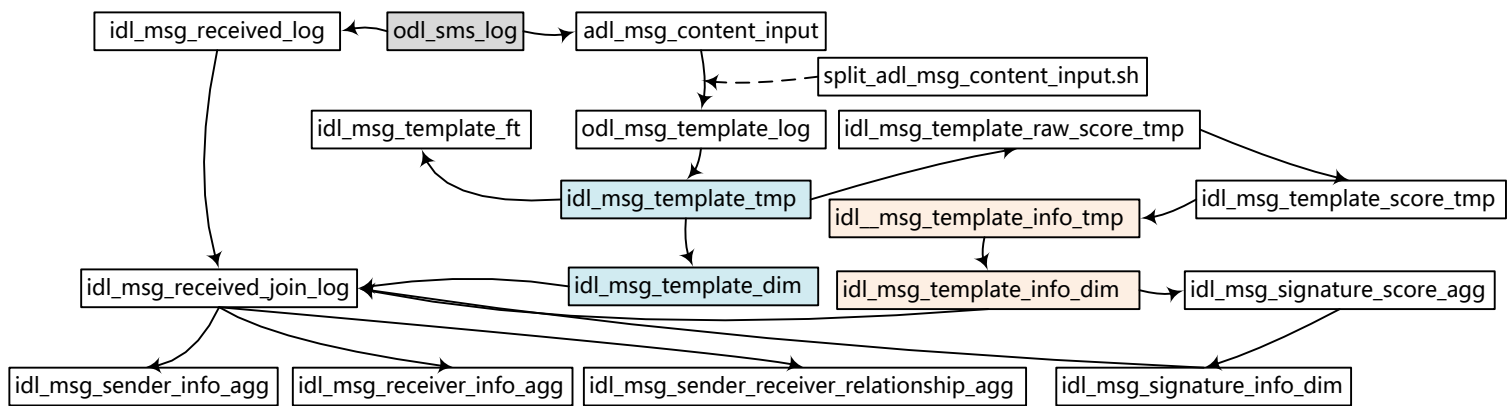 idl_msg_received_log
odl_sms_log
adl_msg_content_input
split_adl_msg_content_input.sh
idl_msg_template_ft
odl_msg_template_log
idl_msg_template_raw_score_tmp
idl_msg_template_tmp
idl_msg_template_score_tmp
idl__msg_template_info_tmp
idl_msg_received_join_log
idl_msg_template_dim
idl_msg_template_info_dim
idl_msg_signature_score_agg
idl_msg_sender_info_agg
idl_msg_receiver_info_agg
idl_msg_sender_receiver_relationship_agg
idl_msg_signature_info_dim